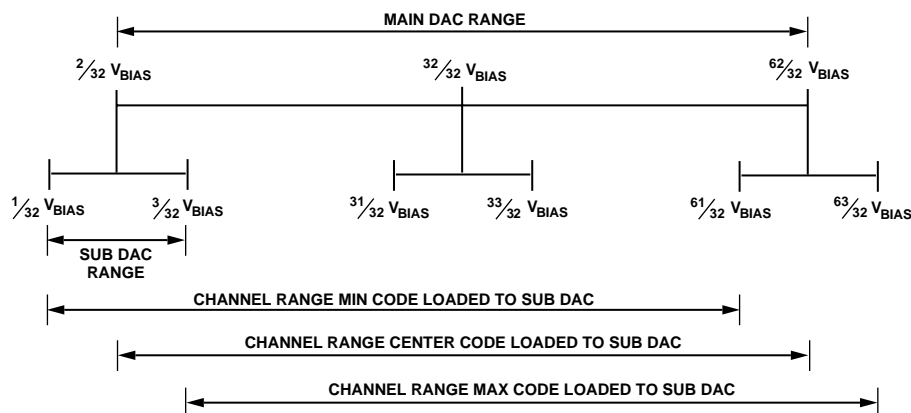 MAIN DAC RANGE
2/32 VBIAS
32/32 VBIAS
62/32 VBIAS
1/32 VBIAS
3/32 VBIAS
31/32 VBIAS
33/32 VBIAS
61/32 VBIAS
63/32 VBIAS
SUB DAC
RANGE
CHANNEL RANGE MIN CODE LOADED TO SUB DAC
CHANNEL RANGE CENTER CODE LOADED TO SUB DAC
CHANNEL RANGE MAX CODE LOADED TO SUB DAC